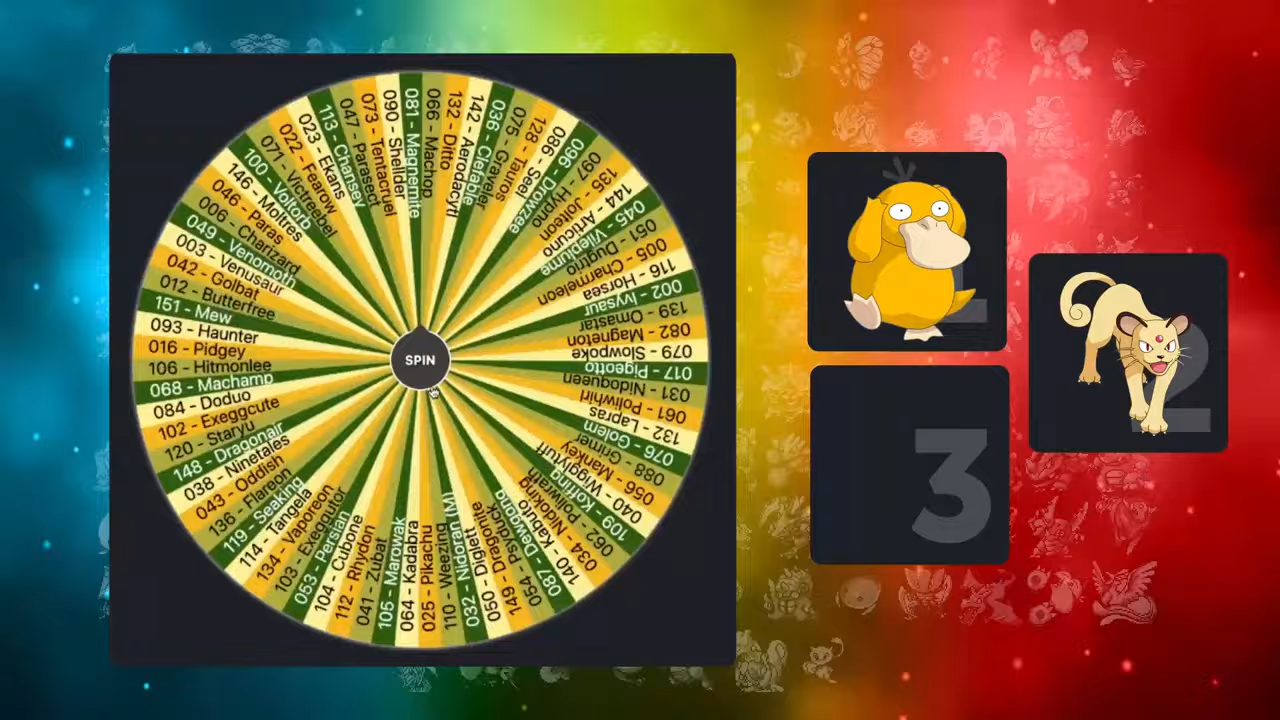 081 - Magnemite
066 - Machop
132 - Ditto
142 - Aerodactyl
036 - Clefable
075 - Graveler
128 - Tauros
086 - Seel
096 - Drowzee
097 - Hypno
135 - Jolteon
144 - Articuno
045 - Vileplume
051 - Dugtrio
005 - Charmeleon
116 - Horsea
002 - Ivysaur
139 - Omastar
082 - Magneton
079 - Slowpoke
017 - Pigeotto
031 - Nidoqueen
061 - Poliwhirl
132 - Lapras
076 - Golem
088 - Grimer
056 - Mankey
040 - Wigglytuff
109 - Koffing
062 - Poliwrath
034 - Nidoking
140 - Kabuto
087 - Dewgong
054 - Psyduck
149 - Dragonite
050 - Diglett
032 - Nidoran (M)
110 - Weezing
025 - Pikachu
064 - Kadabra
105 - Marowak
041 - Zubat
112 - Rhydon
104 - Cubone
053 - Persian
103 - Exeggutor
134 - Vaporeon
114 - Tangela
119 - Seaking
136 - Flareon
043 - Oddish
038 - Ninetales
148 - Dragonair
120 - Staryu
102 - Exeggcute
084 - Doduo
068 - Machamp
106 - Hitmonlee
016 - Pidgey
093 - Haunter
151 - Mew
012 - Butterfree
042 - Golbat
003 - Venusaur
049 - Venomoth
006 - Charizard
046 - Paras
146 - Moltres
100 - Voltorb
071 - Victreebel
022 - Fearow
023 - Ekans
113 - Chansey
047 - Parasect
073 - Tentacruel
090 - Shellder
SPIN
2
3